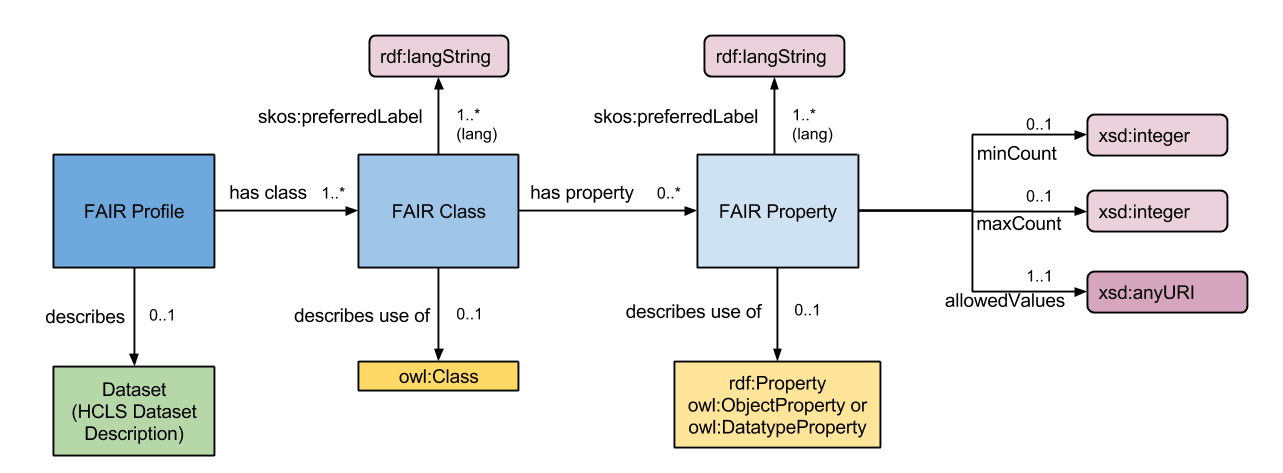 rdf:langString
rdf:langString
skos:preferredLabel
1..*
(lang)
skos:preferredLabel
1..*
(lang)
0..1
xsd:integer
minCount
FAIR Profile
has class
1..*
FAIR Class
has property
0..*
FAIR Property
0..1
xsd:integer
maxCount
1..1
xsd:anyURI
allowedValues
describes
0..1
describes use of
0..1
describes use of
0..1
Dataset
(HCLS Dataset
Description)
owl:Class
rdf:Property
owl:ObjectProperty or
owl:DatatypeProperty